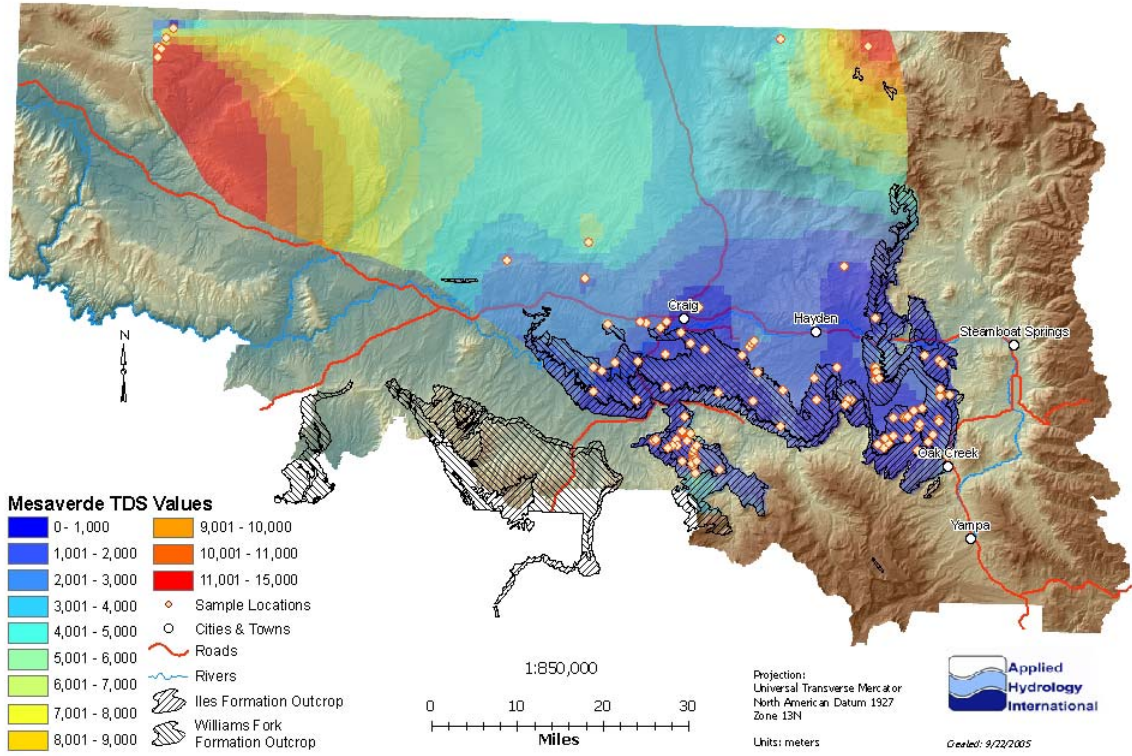 Craig
Hayden
Steamboat Springs
N
Oak Creek
Yampa
Mesaverde TDS Values
0 - 1,000
1,001 - 2,000
2,001 - 3,000
3,001 - 4,000
4,001 - 5,000
5,001 - 6,000
6,001 - 7,000
7,001 - 8,000
8,001 - 9,000
9,001 - 10,000
10,001 - 11,000
11,001 - 15,000
Sample Locations
Cities & Towns
Roads
Rivers
Iles Formation Outcrop
Williams Fork
Formation Outcrop
1:850,000
0 10 20 30
Miles
Projection:
Universal Transverse Mercator
North American Datum 1927
Zone 13N
Units: meters
Applied
Hydrology
International
Created: 9/22/2005